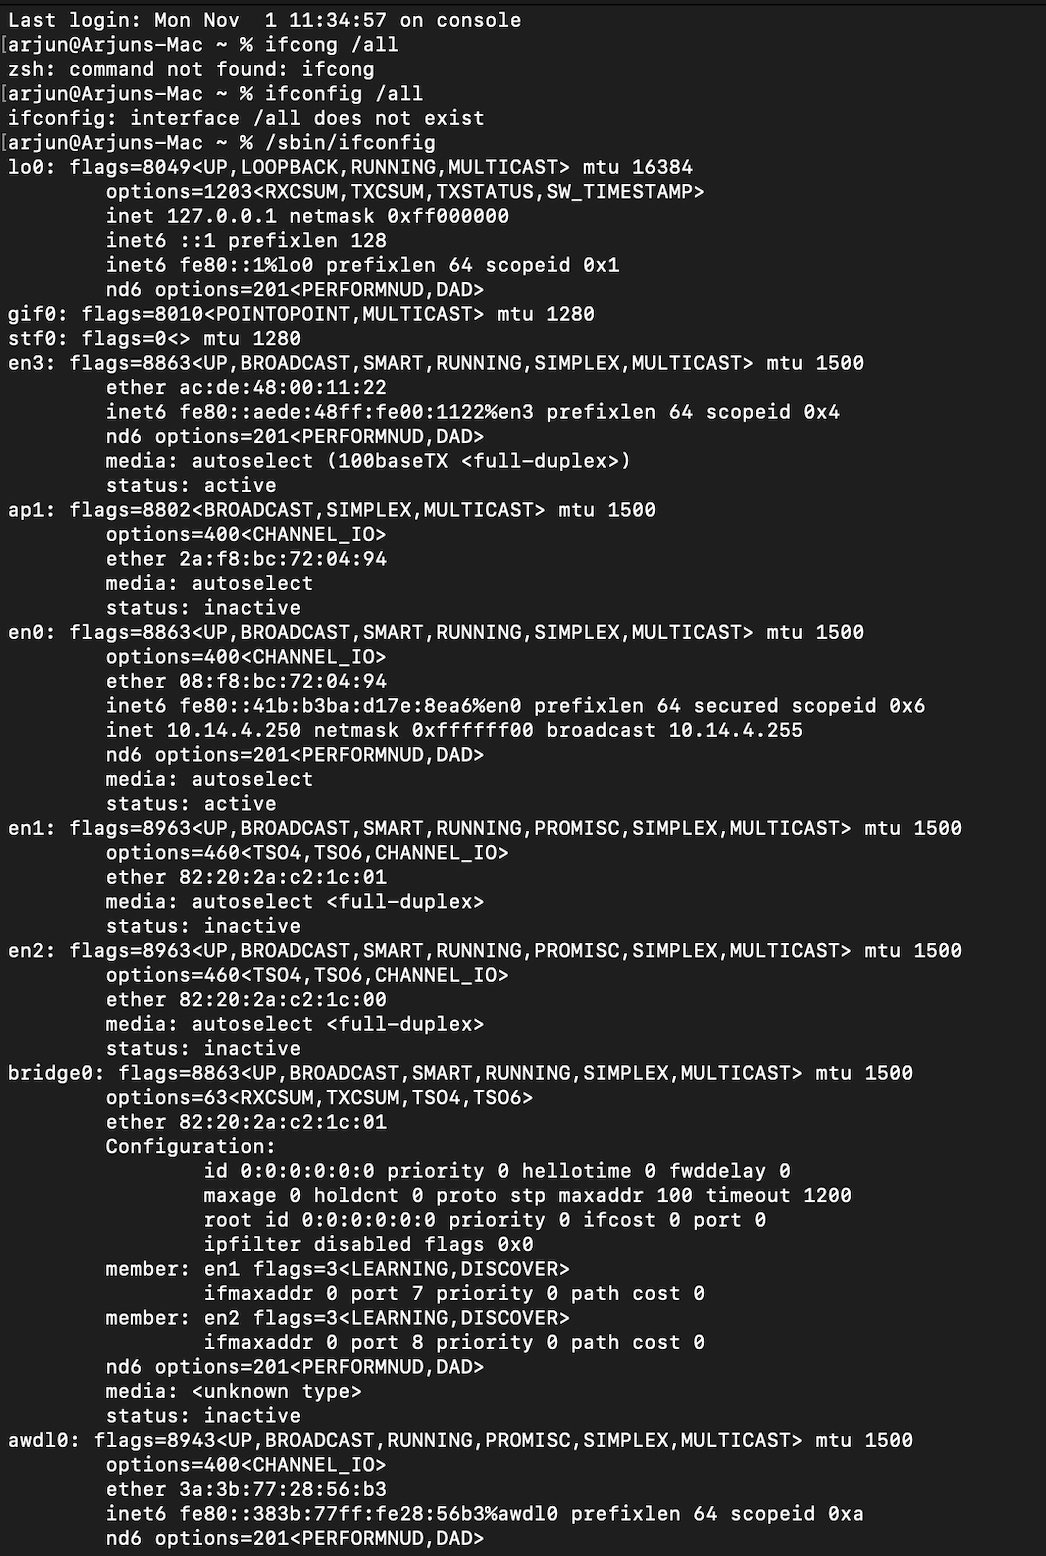 Last login: Mon Nov  1 11:34:57 on console
[arjun@Arjuns-Mac ~ % ifcong /all
zsh: command not found: ifcong
[arjun@Arjuns-Mac ~ % ifconfig /all
ifconfig: interface /all does not exist
[arjun@Arjuns-Mac ~ % /sbin/ifconfig
lo0: flags=8049<UP,LOOPBACK,RUNNING,MULTICAST> mtu 16384
	options=1203<RXCSUM,TXCSUM,TXSTATUS,SW_TIMESTAMP>
	inet 127.0.0.1 netmask 0xff000000
	inet6 ::1 prefixlen 128
	inet6 fe80::1%lo0 prefixlen 64 scopeid 0x1
	nd6 options=201<PERFORMNUD,DAD>
gif0: flags=8010<POINTOPOINT,MULTICAST> mtu 1280
stf0: flags=0<> mtu 1280
en3: flags=8863<UP,BROADCAST,SMART,RUNNING,SIMPLEX,MULTICAST> mtu 1500
	ether ac:de:48:00:11:22
	inet6 fe80::aede:48ff:fe00:1122%en3 prefixlen 64 scopeid 0x4
	nd6 options=201<PERFORMNUD,DAD>
	media: autoselect (100baseTX <full-duplex>)
	status: active
ap1: flags=8802<BROADCAST,SIMPLEX,MULTICAST> mtu 1500
	options=400<CHANNEL_IO>
	ether 2a:f8:bc:72:04:94
	media: autoselect
	status: inactive
en0: flags=8863<UP,BROADCAST,SMART,RUNNING,SIMPLEX,MULTICAST> mtu 1500
	options=400<CHANNEL_IO>
	ether 08:f8:bc:72:04:94
	inet6 fe80::41b:b3ba:d17e:8ea6%en0 prefixlen 64 secured scopeid 0x6
	inet 10.14.4.250 netmask 0xffffff00 broadcast 10.14.4.255
	nd6 options=201<PERFORMNUD,DAD>
	media: autoselect
	status: active
en1: flags=8963<UP,BROADCAST,SMART,RUNNING,PROMISC,SIMPLEX,MULTICAST> mtu 1500
	options=460<TSO4,TSO6,CHANNEL_IO>
	ether 82:20:2a:c2:1c:01
	media: autoselect <full-duplex>
	status: inactive
en2: flags=8963<UP,BROADCAST,SMART,RUNNING,PROMISC,SIMPLEX,MULTICAST> mtu 1500
	options=460<TSO4,TSO6,CHANNEL_IO>
	ether 82:20:2a:c2:1c:00
	media: autoselect <full-duplex>
	status: inactive
bridge0: flags=8863<UP,BROADCAST,SMART,RUNNING,SIMPLEX,MULTICAST> mtu 1500
	options=63<RXCSUM,TXCSUM,TSO4,TSO6>
	ether 82:20:2a:c2:1c:01
	Configuration:
		id 0:0:0:0:0:0 priority 0 hellotime 0 fwddelay 0
		maxage 0 holdcnt 0 proto stp maxaddr 100 timeout 1200
		root id 0:0:0:0:0:0 priority 0 ifcost 0 port 0
		ipfilter disabled flags 0x0
	member: en1 flags=3<LEARNING,DISCOVER>
		ifmaxaddr 0 port 7 priority 0 path cost 0
	member: en2 flags=3<LEARNING,DISCOVER>
		ifmaxaddr 0 port 8 priority 0 path cost 0
	nd6 options=201<PERFORMNUD,DAD>
	media: <unknown type>
	status: inactive
awdl0: flags=8943<UP,BROADCAST,RUNNING,PROMISC,SIMPLEX,MULTICAST> mtu 1500
	options=400<CHANNEL_IO>
	ether 3a:3b:77:28:56:b3
	inet6 fe80::383b:77ff:fe28:56b3%awdl0 prefixlen 64 scopeid 0xa
	nd6 options=201<PERFORMNUD,DAD>